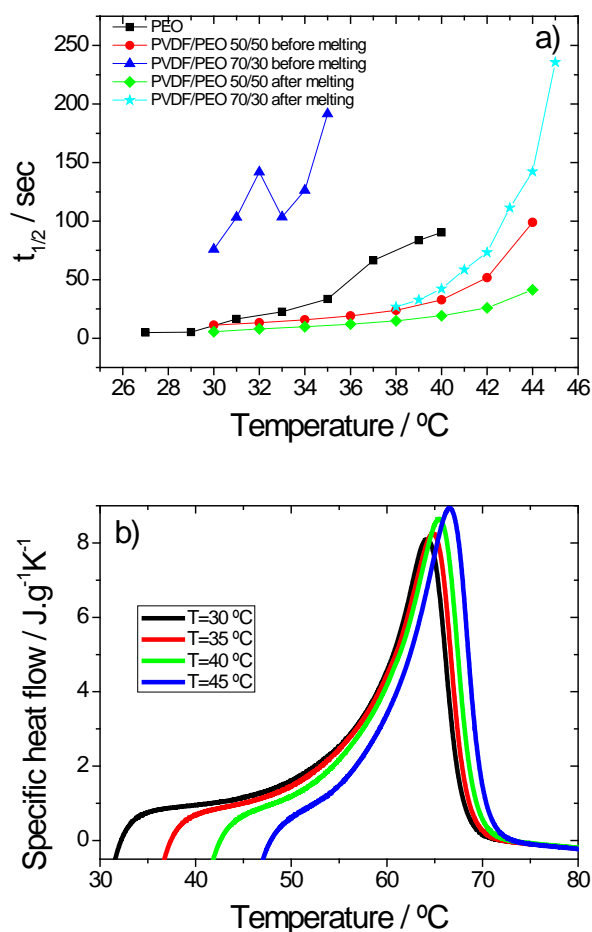 250
200
150
100
50
0
t1/2 / sec
a)
PEO
PVDF/PEO 50/50 before melting
PVDF/PEO 70/30 before melting
PVDF/PEO 50/50 after melting
PVDF/PEO 70/30 after melting
26 28 30 32 34 36 38 40 42 44 46
Temperature / ºC
b)
8
6
4
2
0
Specific heat flow / J.g-1K-1
T=30 ºC
T=35 ºC
T=40 ºC
T=45 ºC
30 40 50 60 70 80
Temperature / ºC